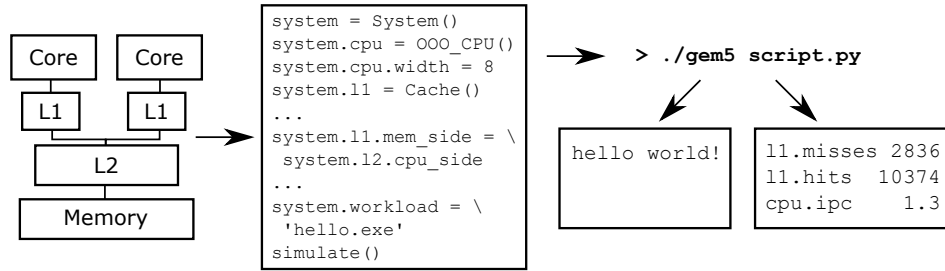 Core Core
L1 L1
L2
Memory
system = System()
system.cpu = OOO_CPU()
system.cpu.width = 8
system.l1 = Cache()
...
system.l1.mem_side = \
system.l2.cpu_side
...
system.workload = \
'hello.exe'
simulate()
> ./gem5 script.py
hello world!
l1.misses 2836
l1.hits 10374
cpu.ipc 1.3